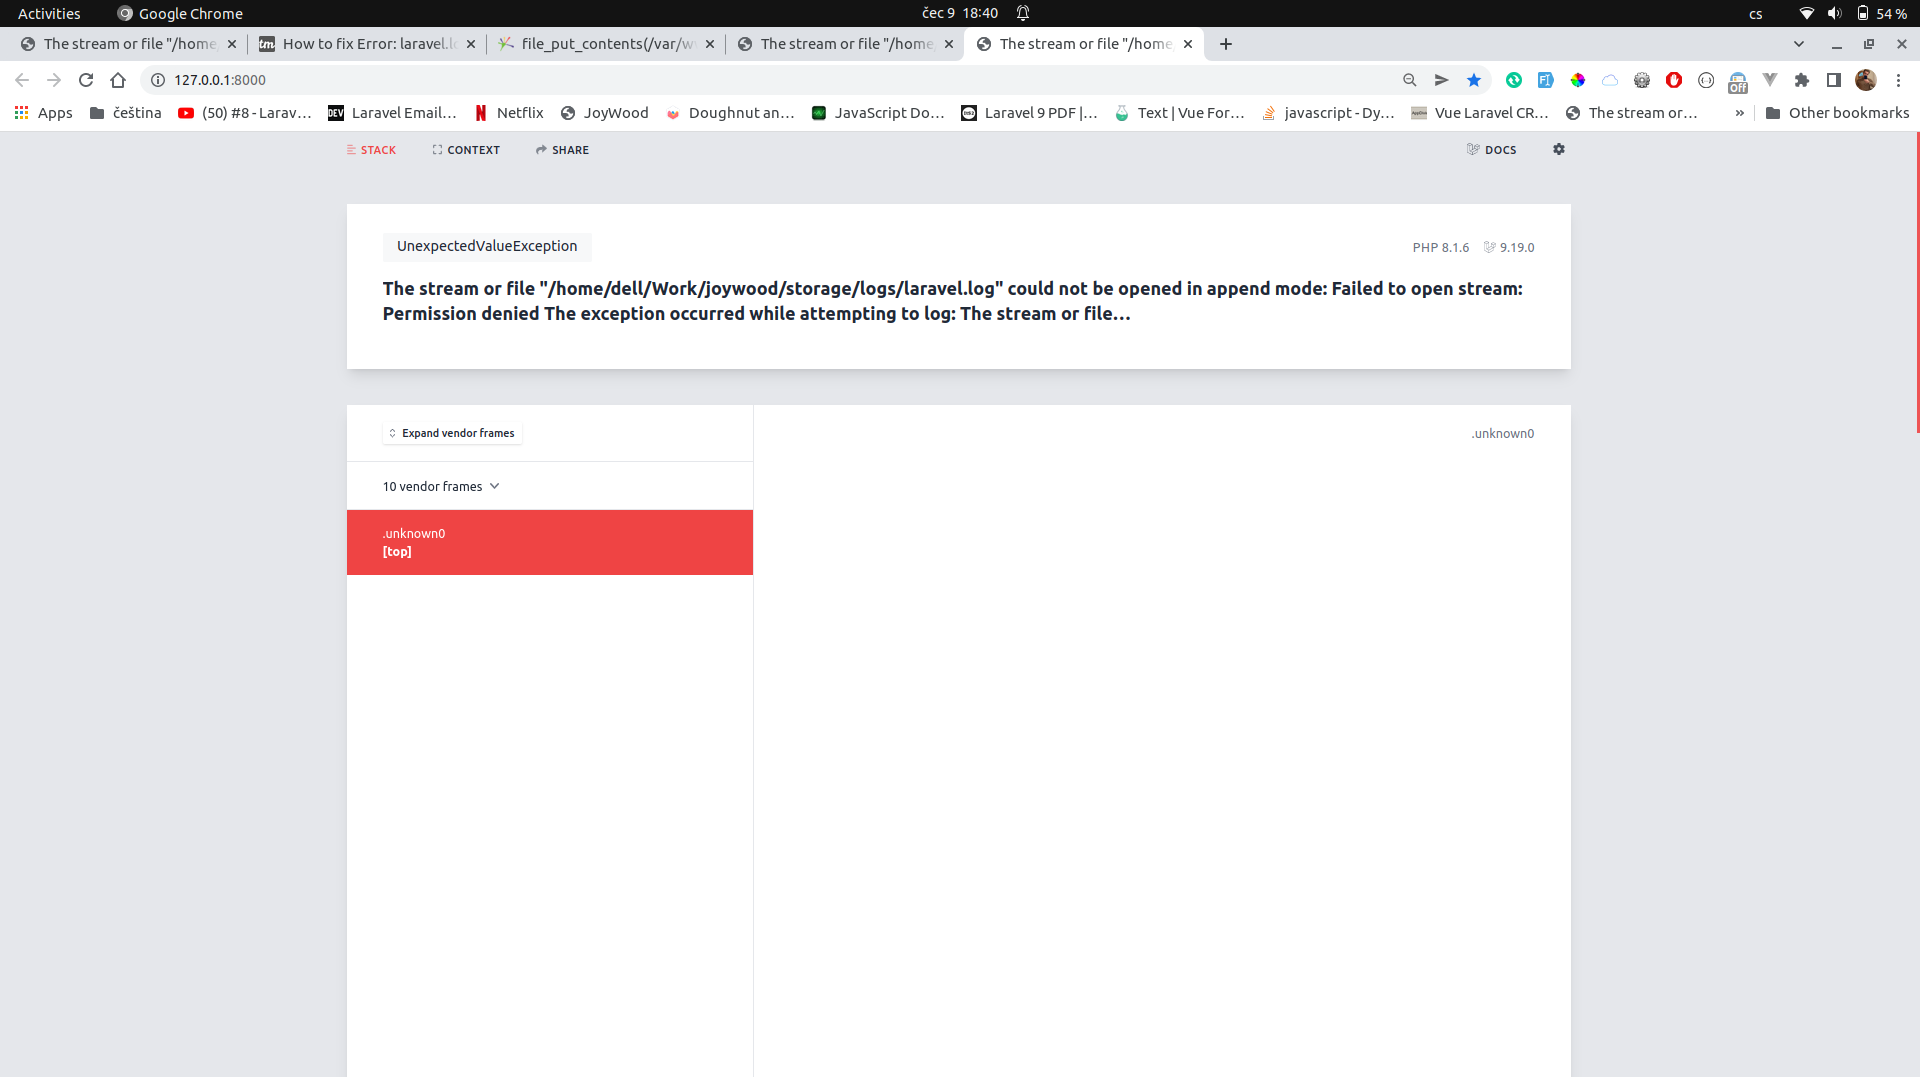 Activities Google Chrome čec 9 18:40 cs 54 %
The stream or file "/home How to fix Error: laravel.lo file_put_contents(/var/w The stream or file "/home The stream or file "/home
127.0.0.1:8000 Off
Apps čeština (50) #8 - Larav… DEV Laravel Email… Netflix JoyWood Doughnut an… JavaScript Do… Laravel 9 PDF |… Text | Vue For… javascript - Dy… Vue Laravel CR… The stream or… » Other bookmarks
STACK CONTEXT SHARE DOCS
UnexpectedValueException PHP 8.1.6 9.19.0
The stream or file "/home/dell/Work/joywood/storage/logs/laravel.log" could not be opened in append mode: Failed to open stream:
Permission denied The exception occurred while attempting to log: The stream or file…
Expand vendor frames .unknown0
10 vendor frames
.unknown0
[top]